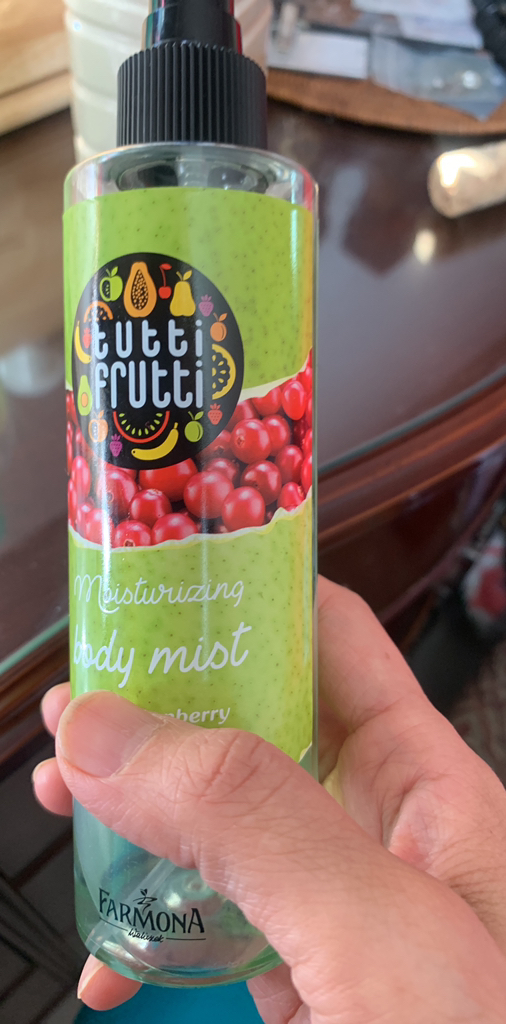 tutti
frutti
Moisturizing
body mist
FARMONA